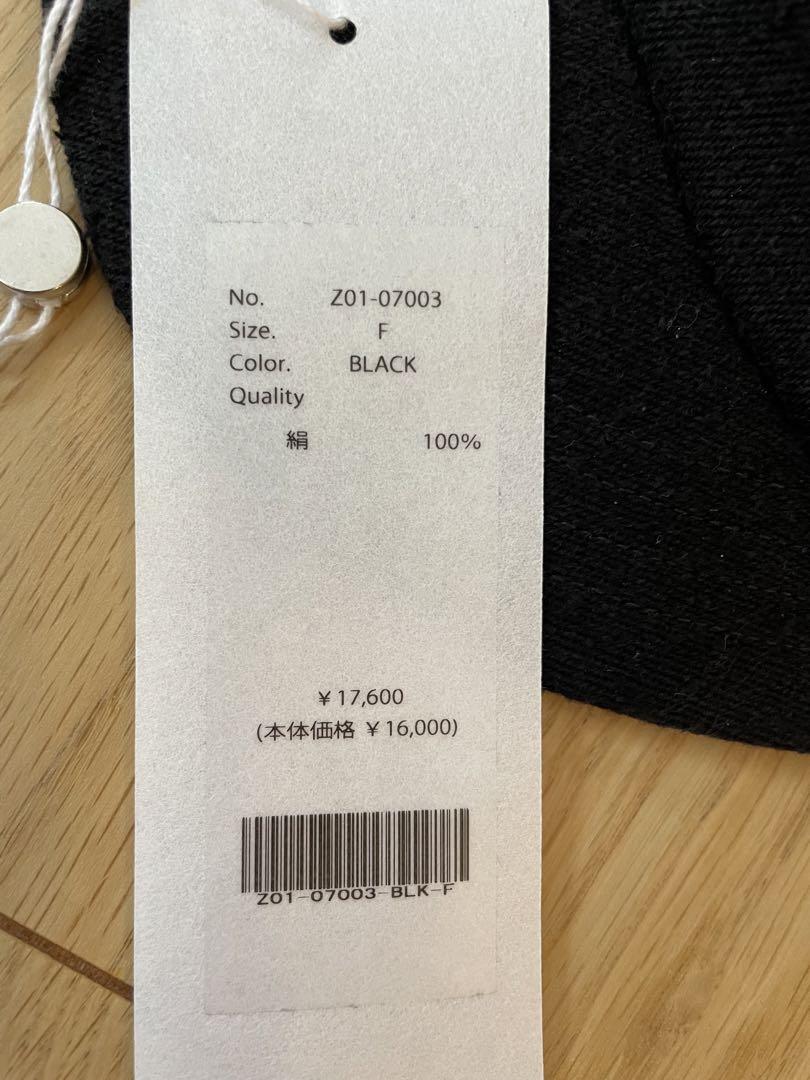 No. Z01-07003
Size. F
Color. BLACK
Quality
絹 100%
¥17,600
(本体価格 ¥16,000)
Z01-07003-BLK-F